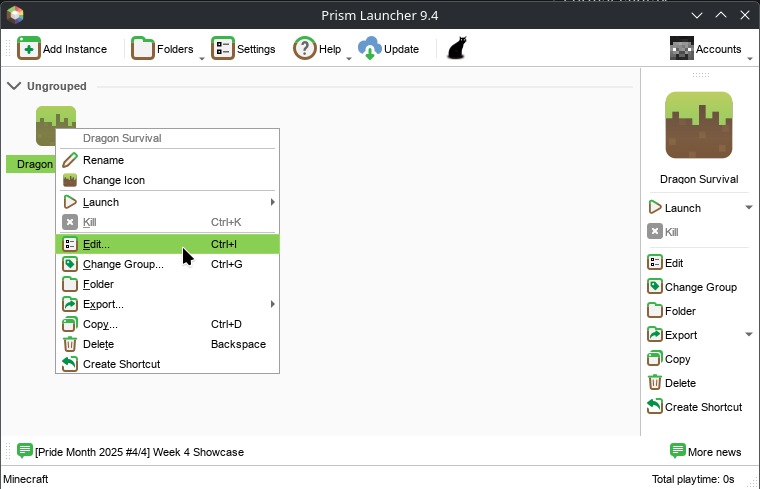 Prism Launcher 9.4
Add Instance
Folders
Settings
Help
Update
Accounts
Ungrouped
Dragon
Dragon Survival
Rename
Change Icon
Launch
Kill Ctrl+K
Edit... Ctrl+I
Change Group... Ctrl+G
Folder
Export...
Copy... Ctrl+D
Delete Backspace
Create Shortcut
Dragon Survival
Launch
Kill
Edit
Change Group
Folder
Export
Copy
Delete
Create Shortcut
[Pride Month 2025 #4/4] Week 4 Showcase
More news
Minecraft
Total playtime: 0s